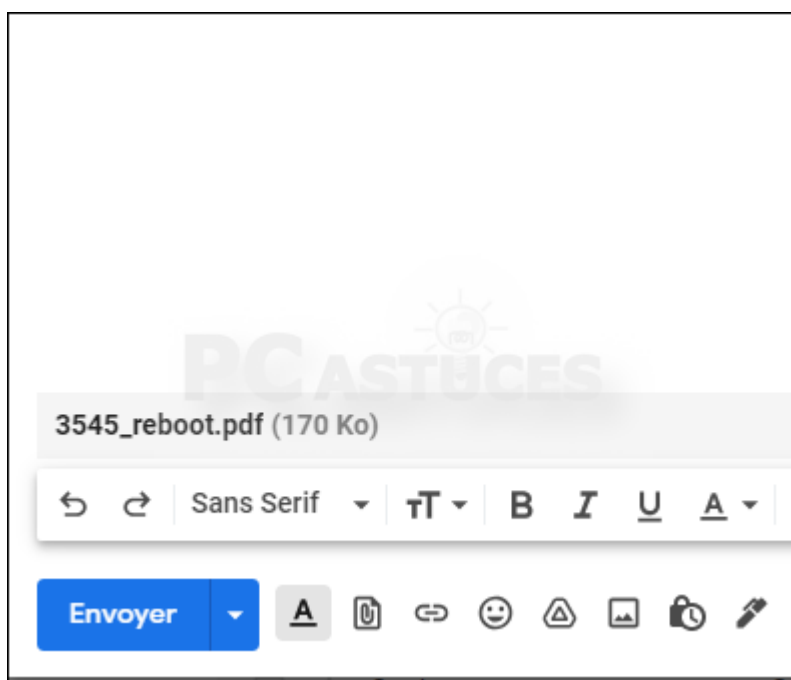 PC ASTUCES
3545_reboot.pdf (170 Ko)
Sans Serif
B I U A
Envoyer A